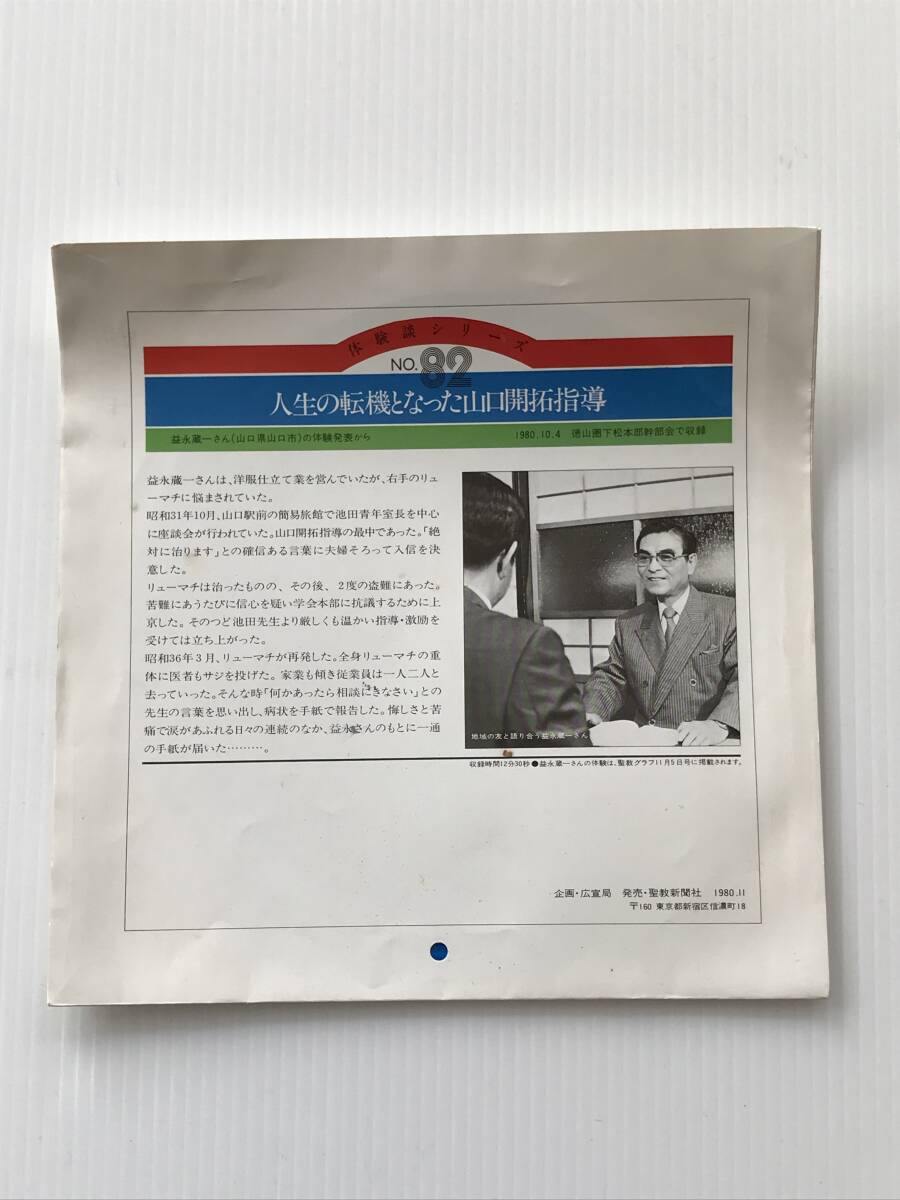 体験談シリーズ
NO.82
人生の転機となった山口開拓指導
益永蔵一さん(山口県山口市)の体験発表から
1980.10.4 徳山圏下松本部幹部会で収録
益永蔵一さんは、洋服仕立て業を営んでいたが、右手のリュ
ーマチに悩まされていた。
昭和31年10月、山口駅前の簡易旅館で池田青年室長を中心
に座談会が行われていた。山口開拓指導の最中であった。「絶
対に治ります」との確信ある言葉に夫婦そろって入信を決
意した。
リューマチは治ったものの、その後、2度の盗難にあった。
苦難にあうたびに信心を疑い学会本部に抗議するために上
京した。そのつど池田先生より厳しくも温かい指導・激励を
受けては立ち上がった。
昭和36年3月、リューマチが再発した。全身リューマチの重
体に医者もサジを投げた。家業も傾き従業員は一人二人と
去っていった。そんな時「何かあったら相談にきなさい」との
先生の言葉を思い出し、病状を手紙で報告した。悔しさと苦
痛で涙があふれる日々の連続のなか、益永さんのもとに一通
の手紙が届いた………。
地域の友と語り合う益永蔵一さん
収録時間12分30秒●益永蔵一さんの体験は、聖教グラフ11月5日号に掲載されます。
企画・広宣局 発売・聖教新聞社 1980.11
〒160 東京都新宿区信濃町18